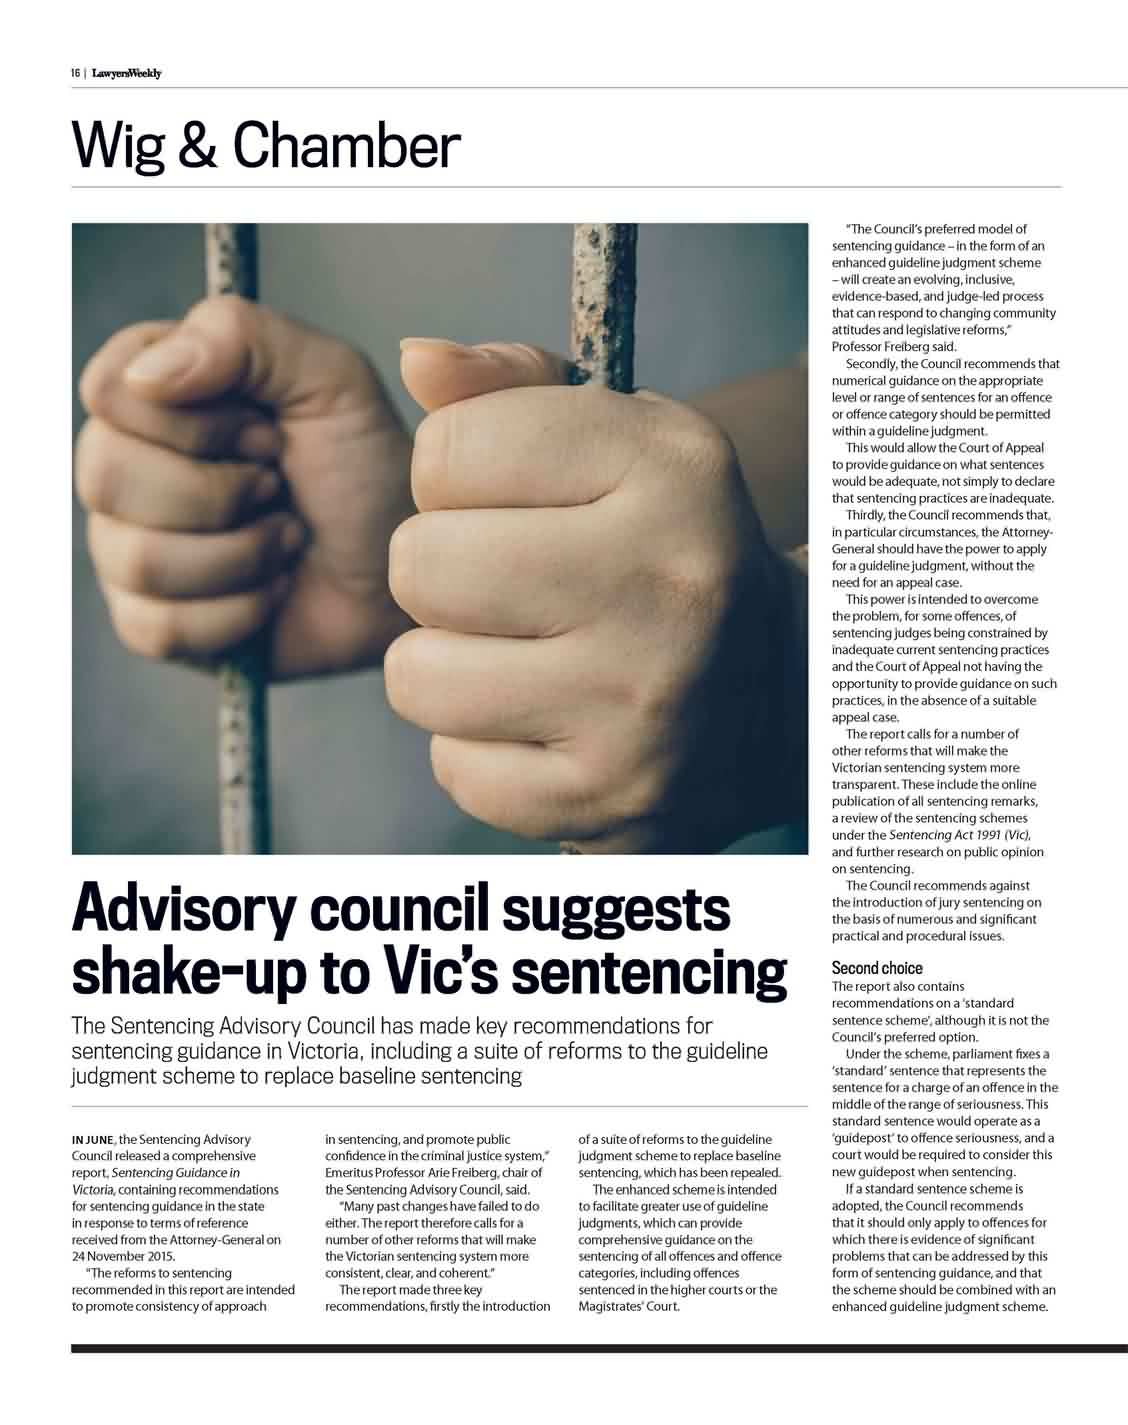 16 | LawyersWeekly
Wig & Chamber
Advisory council suggests
shake-up to Vic's sentencing
The Sentencing Advisory Council has made key recommendations for
sentencing guidance in Victoria, including a suite of reforms to the guideline
judgment scheme to replace baseline sentencing
IN JUNE, the Sentencing Advisory
Council released a comprehensive
report, Sentencing Guidance in
Victoria, containing recommendations
for sentencing guidance in the state
in response to terms of reference
received from the Attorney-General on
24 November 2015.
"The reforms to sentencing
recommended in this report are intended
to promote consistency of approach
in sentencing, and promote public
confidence in the criminal justice system,"
Emeritus Professor Arie Freiberg, chair of
the Sentencing Advisory Council, said.
"Many past changes have failed to do
either. The report therefore calls for a
number of other reforms that will make
the Victorian sentencing system more
consistent, clear, and coherent."
The report made three key
recommendations, firstly the introduction
of a suite of reforms to the guideline
judgment scheme to replace baseline
sentencing, which has been repealed.
The enhanced scheme is intended
to facilitate greater use of guideline
judgments, which can provide
comprehensive guidance on the
sentencing of all offences and offence
categories, including offences
sentenced in the higher courts or the
Magistrates' Court.
"The Council's preferred model of
sentencing guidance – in the form of an
enhanced guideline judgment scheme
– will create an evolving, inclusive,
evidence-based, and judge-led process
that can respond to changing community
attitudes and legislative reforms,"
Professor Freiberg said.
Secondly, the Council recommends that
numerical guidance on the appropriate
level or range of sentences for an offence
or offence category should be permitted
within a guideline judgment.
This would allow the Court of Appeal
to provide guidance on what sentences
would be adequate, not simply to declare
that sentencing practices are inadequate.
Thirdly, the Council recommends that,
in particular circumstances, the Attorney-
General should have the power to apply
for a guideline judgment, without the
need for an appeal case.
This power is intended to overcome
the problem, for some offences, of
sentencing judges being constrained by
inadequate current sentencing practices
and the Court of Appeal not having the
opportunity to provide guidance on such
practices, in the absence of a suitable
appeal case.
The report calls for a number of
other reforms that will make the
Victorian sentencing system more
transparent. These include the online
publication of all sentencing remarks,
a review of the sentencing schemes
under the Sentencing Act 1991 (Vic),
and further research on public opinion
on sentencing.
The Council recommends against
the introduction of jury sentencing on
the basis of numerous and significant
practical and procedural issues.
Second choice
The report also contains
recommendations on a 'standard
sentence scheme', although it is not the
Council's preferred option.
Under the scheme, parliament fixes a
'standard' sentence that represents the
sentence for a charge of an offence in the
middle of the range of seriousness. This
standard sentence would operate as a
'guidepost' to offence seriousness, and a
court would be required to consider this
new guidepost when sentencing.
If a standard sentence scheme is
adopted, the Council recommends
that it should only apply to offences for
which there is evidence of significant
problems that can be addressed by this
form of sentencing guidance, and that
the scheme should be combined with an
enhanced guideline judgment scheme.